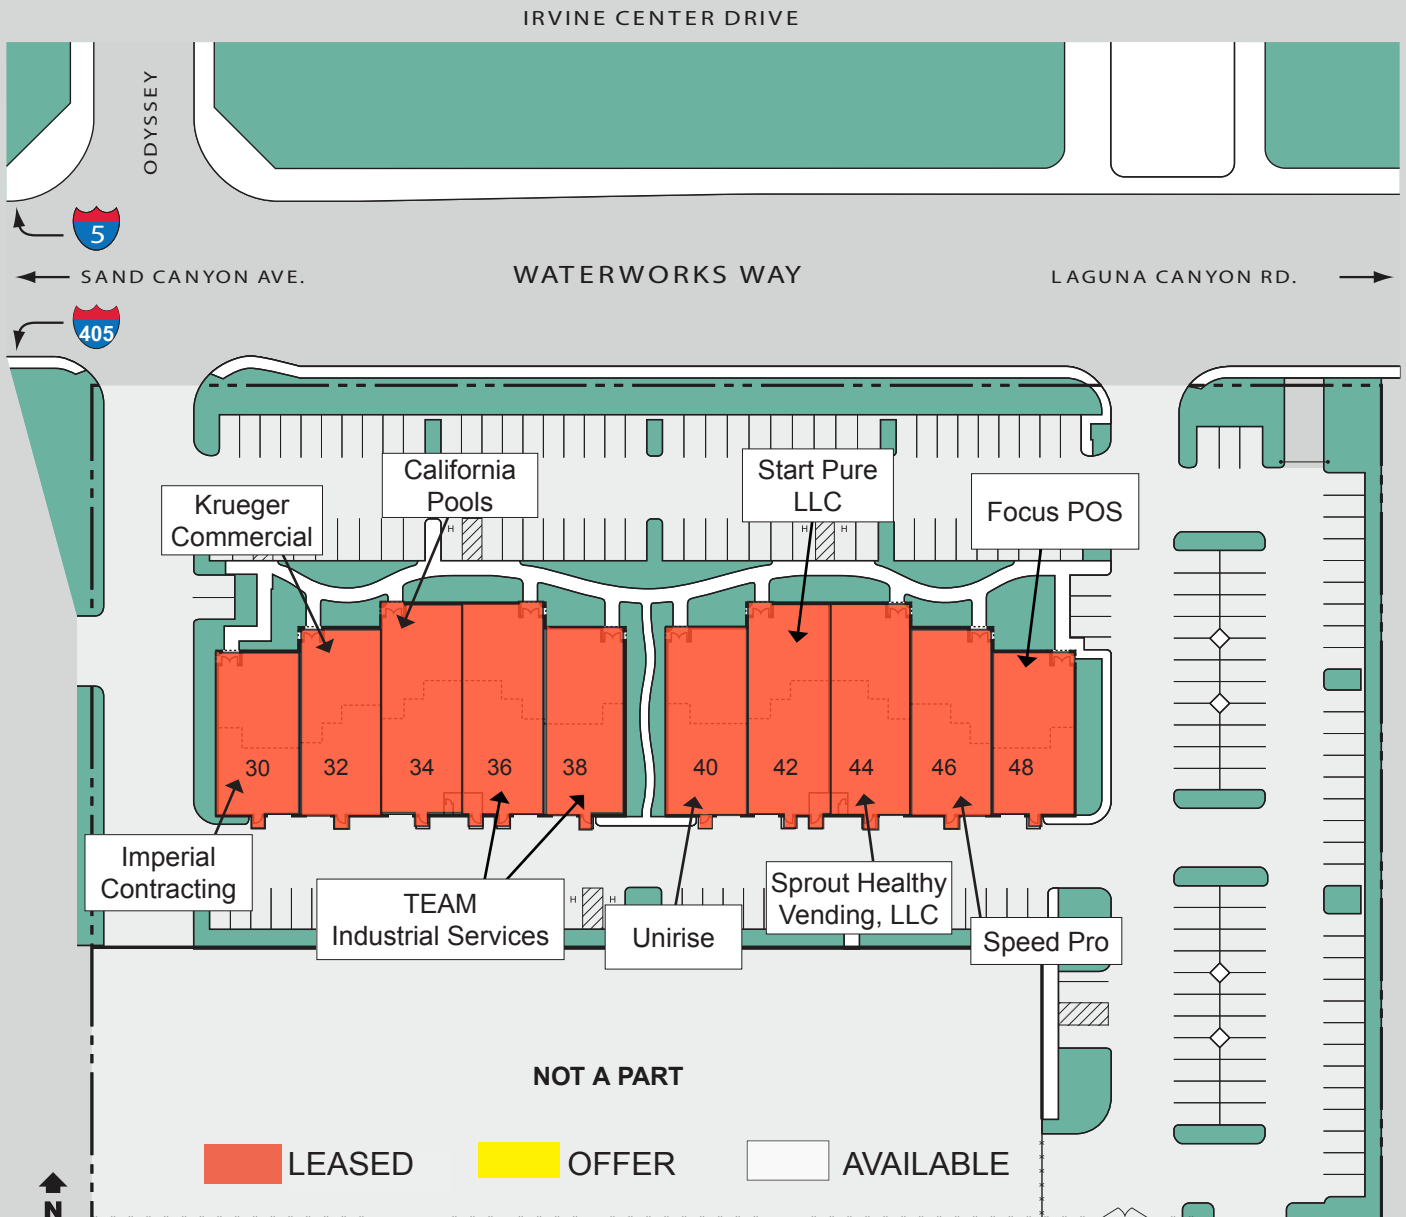 IRVINE CENTER DRIVE
ODYSSEY
5
SAND CANYON AVE.
WATERWORKS WAY
LAGUNA CANYON RD.
405
California
Pools
Start Pure
LLC
Krueger
Commercial
Focus POS
H
H
H
30
32
34
36
38
40
42
44
46
48
Imperial
Contracting
TEAM
Industrial Services
H
H
Unirise
Sprout Healthy
Vending, LLC
Speed Pro
NOT A PART
LEASED
OFFER
AVAILABLE
N